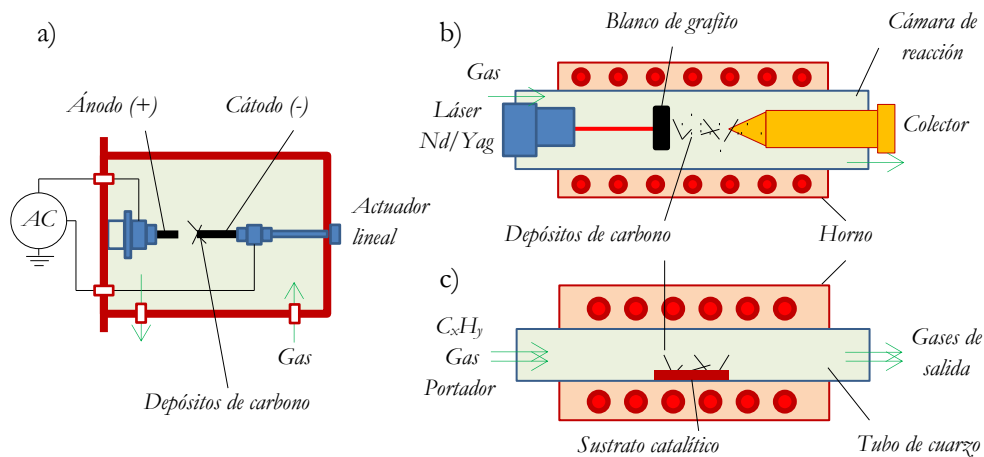 a)
Ánodo (+)
Cátodo (-)
AC
Actuador
lineal
Gas
Depósitos de carbono
b)
Blanco de grafito
Cámara de
reacción
Gas
Láser
Nd/Yag
Colector
Depósitos de carbono
Horno
c)
CxHy
Gas
Portador
Gases de
salida
Sustrato catalítico
Tubo de cuarzo